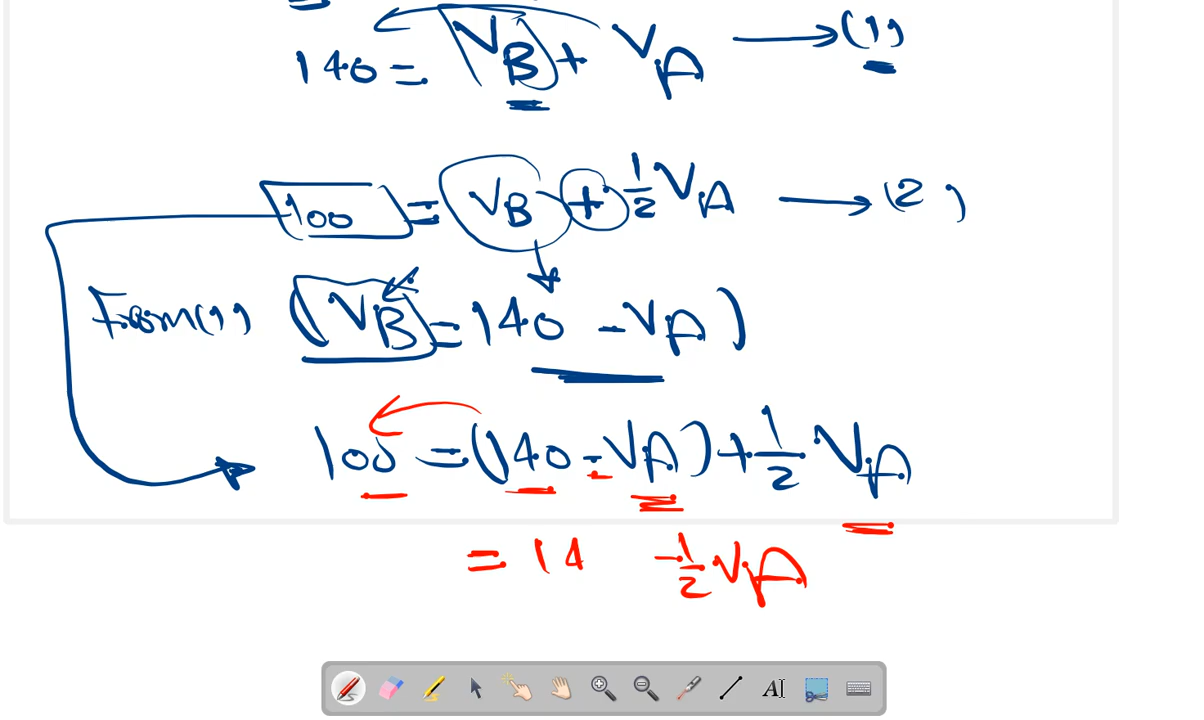 140 = VB + VA → (1)
100 = VB + 1/2 VA → (2)
From (1) (VB = 140 - VA)
100 = (140 - VA) + 1/2 VA
= 14 - 1/2 VA
AI